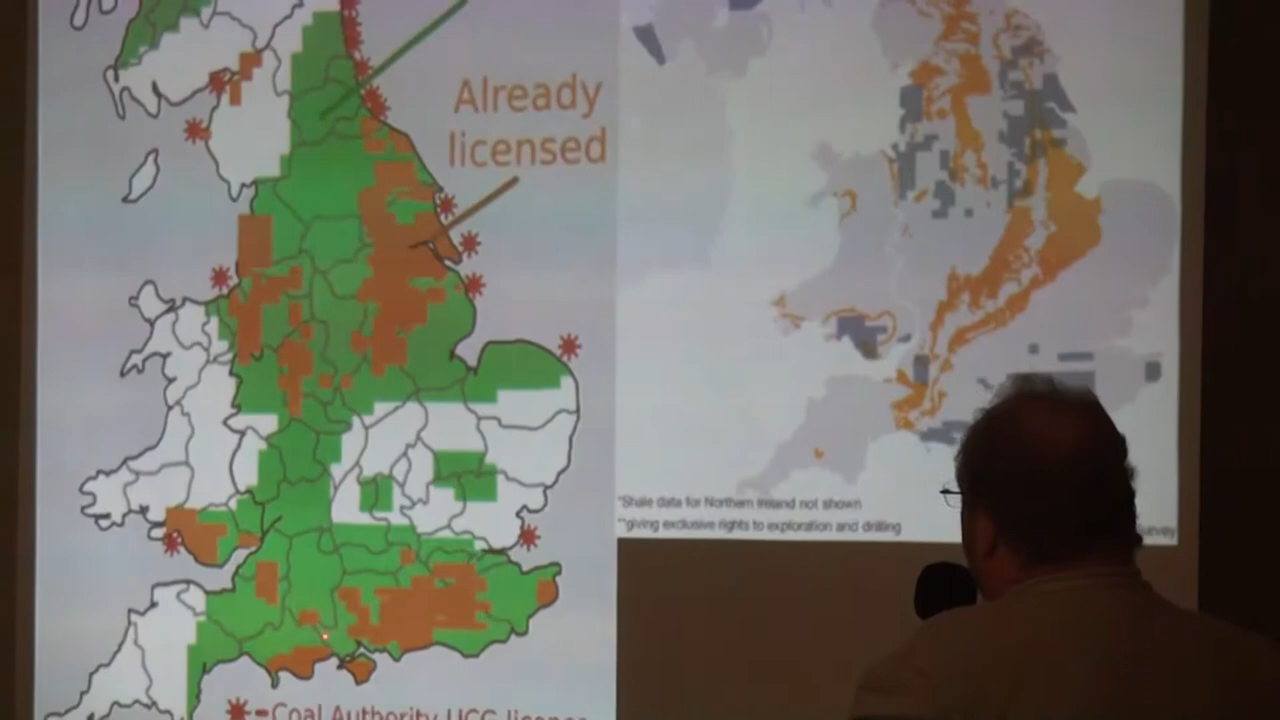 Already
licensed
*Shale data for Northern Ireland not shown
**giving exclusive rights to exploration and drilling
=Coal Authority UCG licence